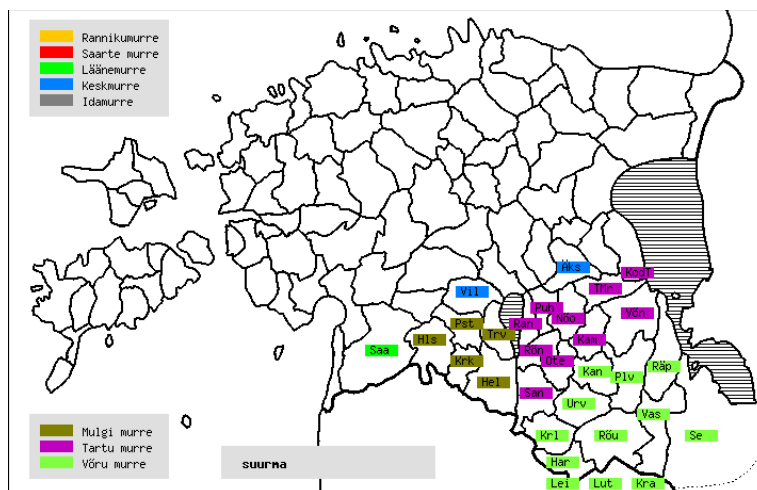 Rannikumurre
Saarte murre
Läänemurre
Keskmurre
Idamurre
Äks
KodT
TMr
Vil
Puh
Nõo
Võn
Pst
Ran
Trv
Hls
Kam
Saa
Rõn
Krk
Ote
Räp
Kan
Plv
Hel
San
Urv
Vas
Krl
Rõu
Se
Har
Lei
Lut
Kra
Mulgi murre
Tartu murre
Võru murre
suurma